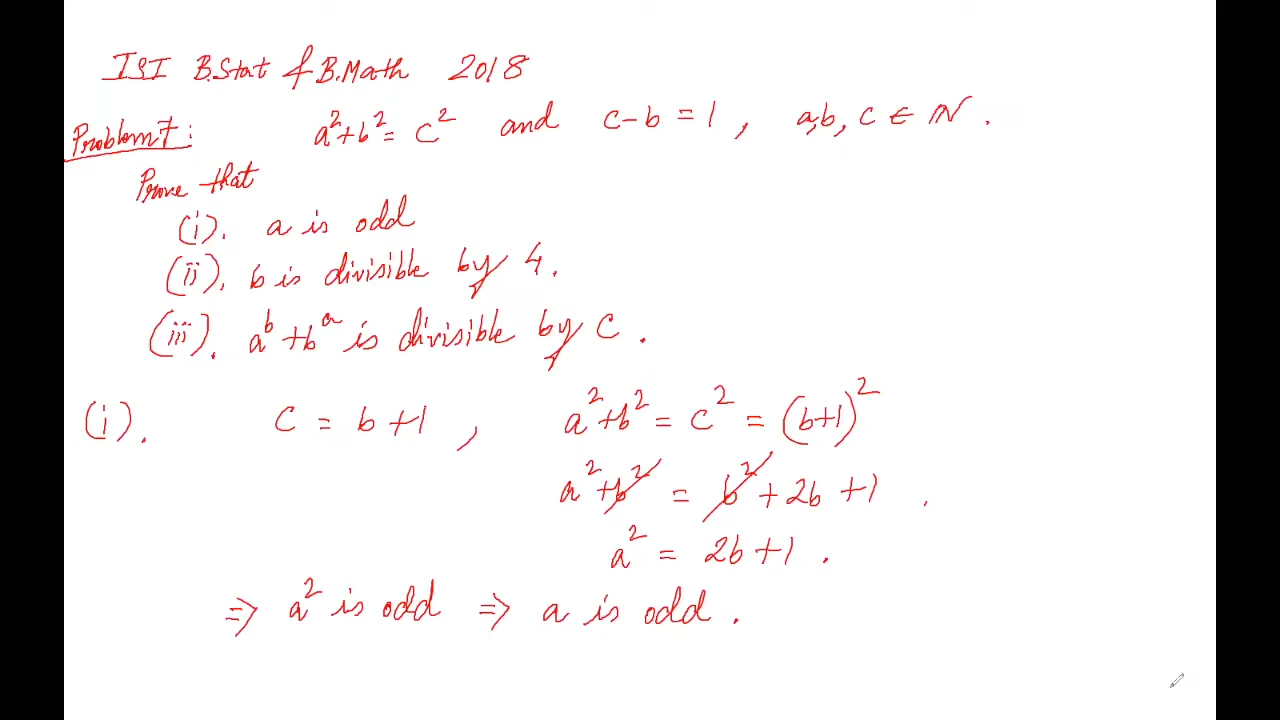 ISI B.Stat & B.Math 2018
Problem 7: a²+b² = c² and c-b = 1, a,b, c ∈ ℕ.
Prove that
(i). a is odd
(ii). b is divisible by 4.
(iii). a^b + b^a is divisible by c.
(i). c = b+1, a²+b² = c² = (b+1)²
a²+b² = b²+2b+1.
a² = 2b+1.
⇒ a² is odd ⇒ a is odd.